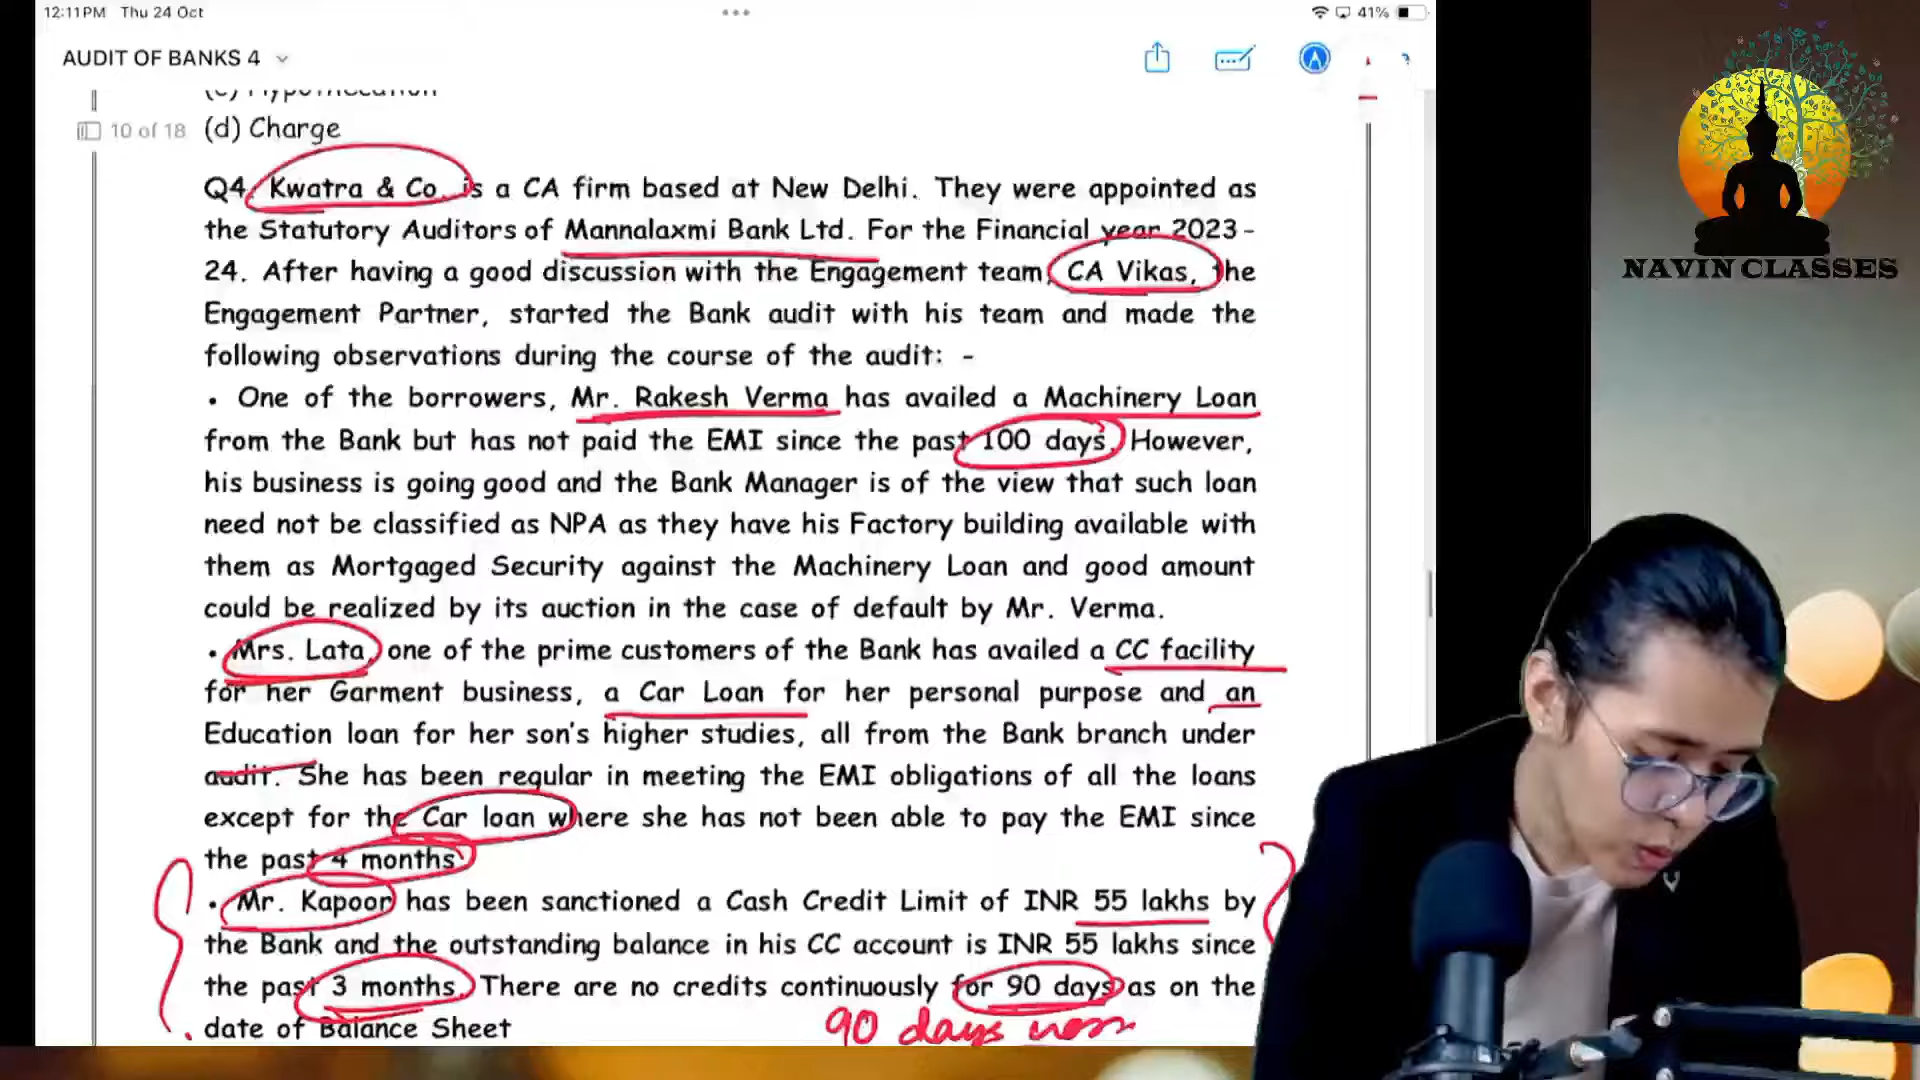 12:11 PM Thu 24 Oct
41%
AUDIT OF BANKS 4
10 of 18
(d) Charge
Q4. Kwatra & Co. is a CA firm based at New Delhi. They were appointed as
the Statutory Auditors of Mannalaxmi Bank Ltd. For the Financial year 2023-
24. After having a good discussion with the Engagement team, CA Vikas, the
Engagement Partner, started the Bank audit with his team and made the
following observations during the course of the audit: -
• One of the borrowers, Mr. Rakesh Verma has availed a Machinery Loan
from the Bank but has not paid the EMI since the past 100 days. However,
his business is going good and the Bank Manager is of the view that such loan
need not be classified as NPA as they have his Factory building available with
them as Mortgaged Security against the Machinery Loan and good amount
could be realized by its auction in the case of default by Mr. Verma.
• Mrs. Lata, one of the prime customers of the Bank has availed a CC facility
for her Garment business, a Car Loan for her personal purpose and an
Education loan for her son's higher studies, all from the Bank branch under
audit. She has been regular in meeting the EMI obligations of all the loans
except for the Car loan where she has not been able to pay the EMI since
the past 4 months
• Mr. Kapoor has been sanctioned a Cash Credit Limit of INR 55 lakhs by
the Bank and the outstanding balance in his CC account is INR 55 lakhs since
the past 3 months. There are no credits continuously for 90 days as on the
date of Balance Sheet
90 days
NAVIN CLASSES